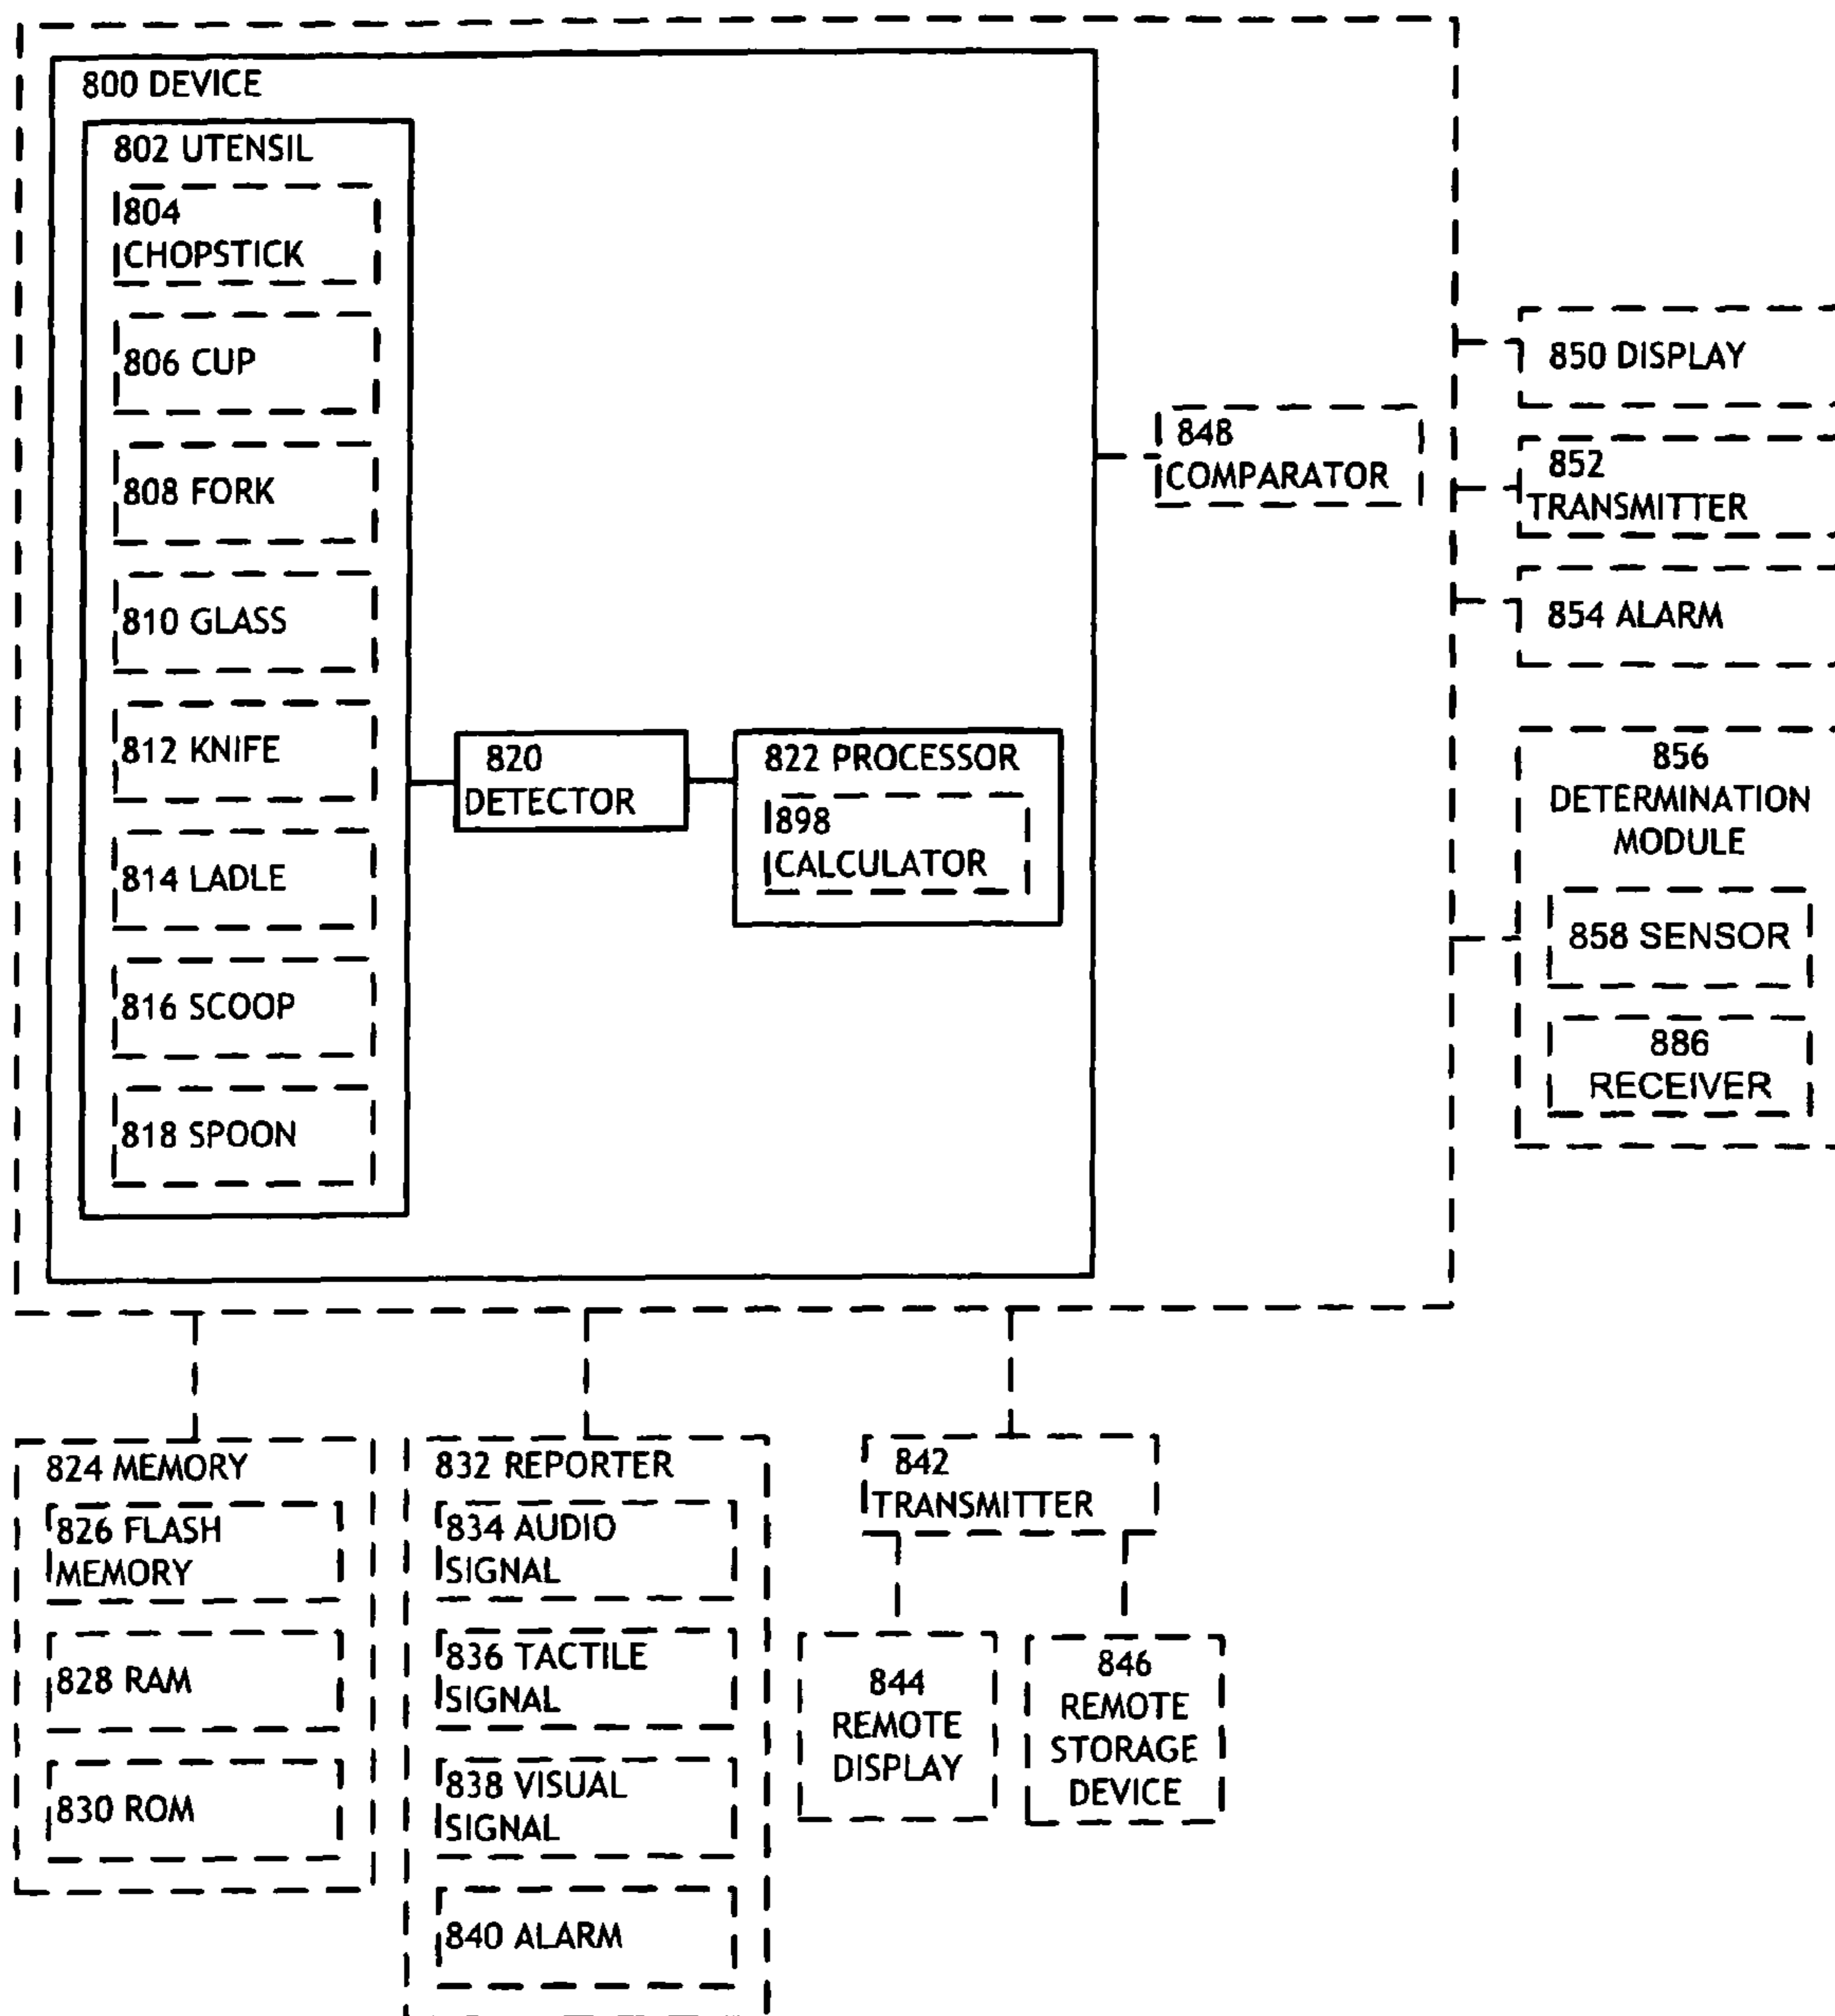 800 DEVICE
802 UTENSIL
804
CHOPSTICK
806 CUP
808 FORK
810 GLASS
812 KNIFE
814 LADLE
816 SCOOP
818 SPOON
820
DETECTOR
822 PROCESSOR
898
CALCULATOR
848
COMPARATOR
850 DISPLAY
852
TRANSMITTER
854 ALARM
856
DETERMINATION
MODULE
858 SENSOR
886
RECEIVER
824 MEMORY
826 FLASH
MEMORY
828 RAM
830 ROM
832 REPORTER
834 AUDIO
SIGNAL
836 TACTILE
SIGNAL
838 VISUAL
SIGNAL
840 ALARM
842
TRANSMITTER
844
REMOTE
DISPLAY
846
REMOTE
STORAGE
DEVICE